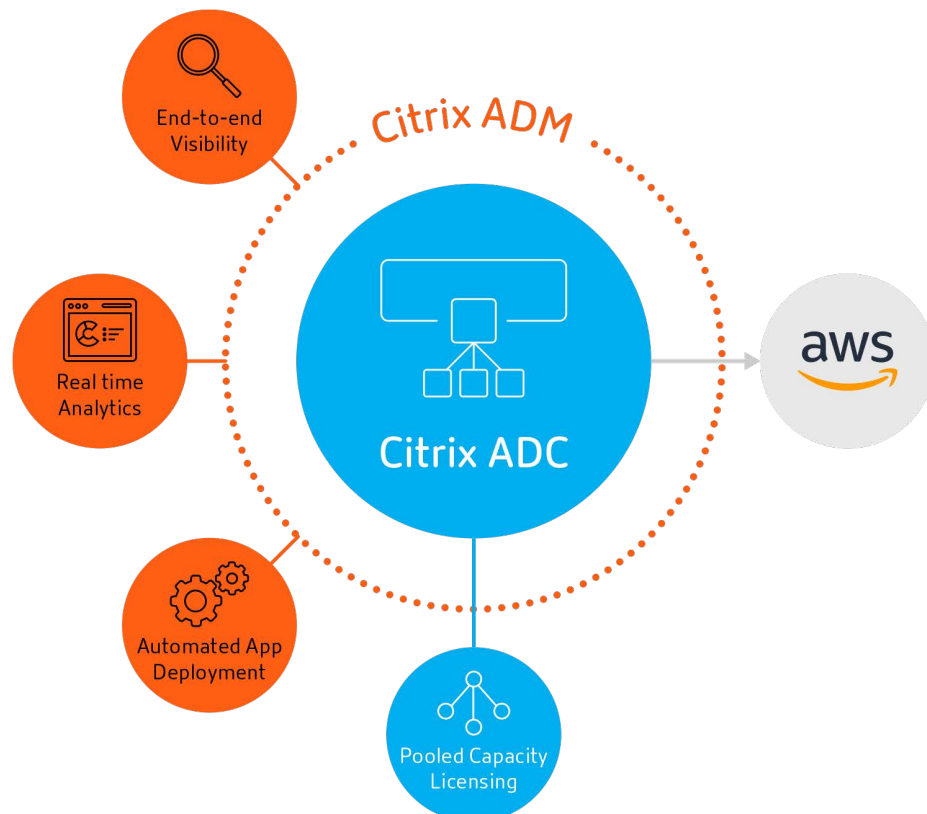 End-to-end
Visibility
Citrix ADM
Real time
Analytics
Citrix ADC
aws
Automated App
Deployment
Pooled Capacity
Licensing